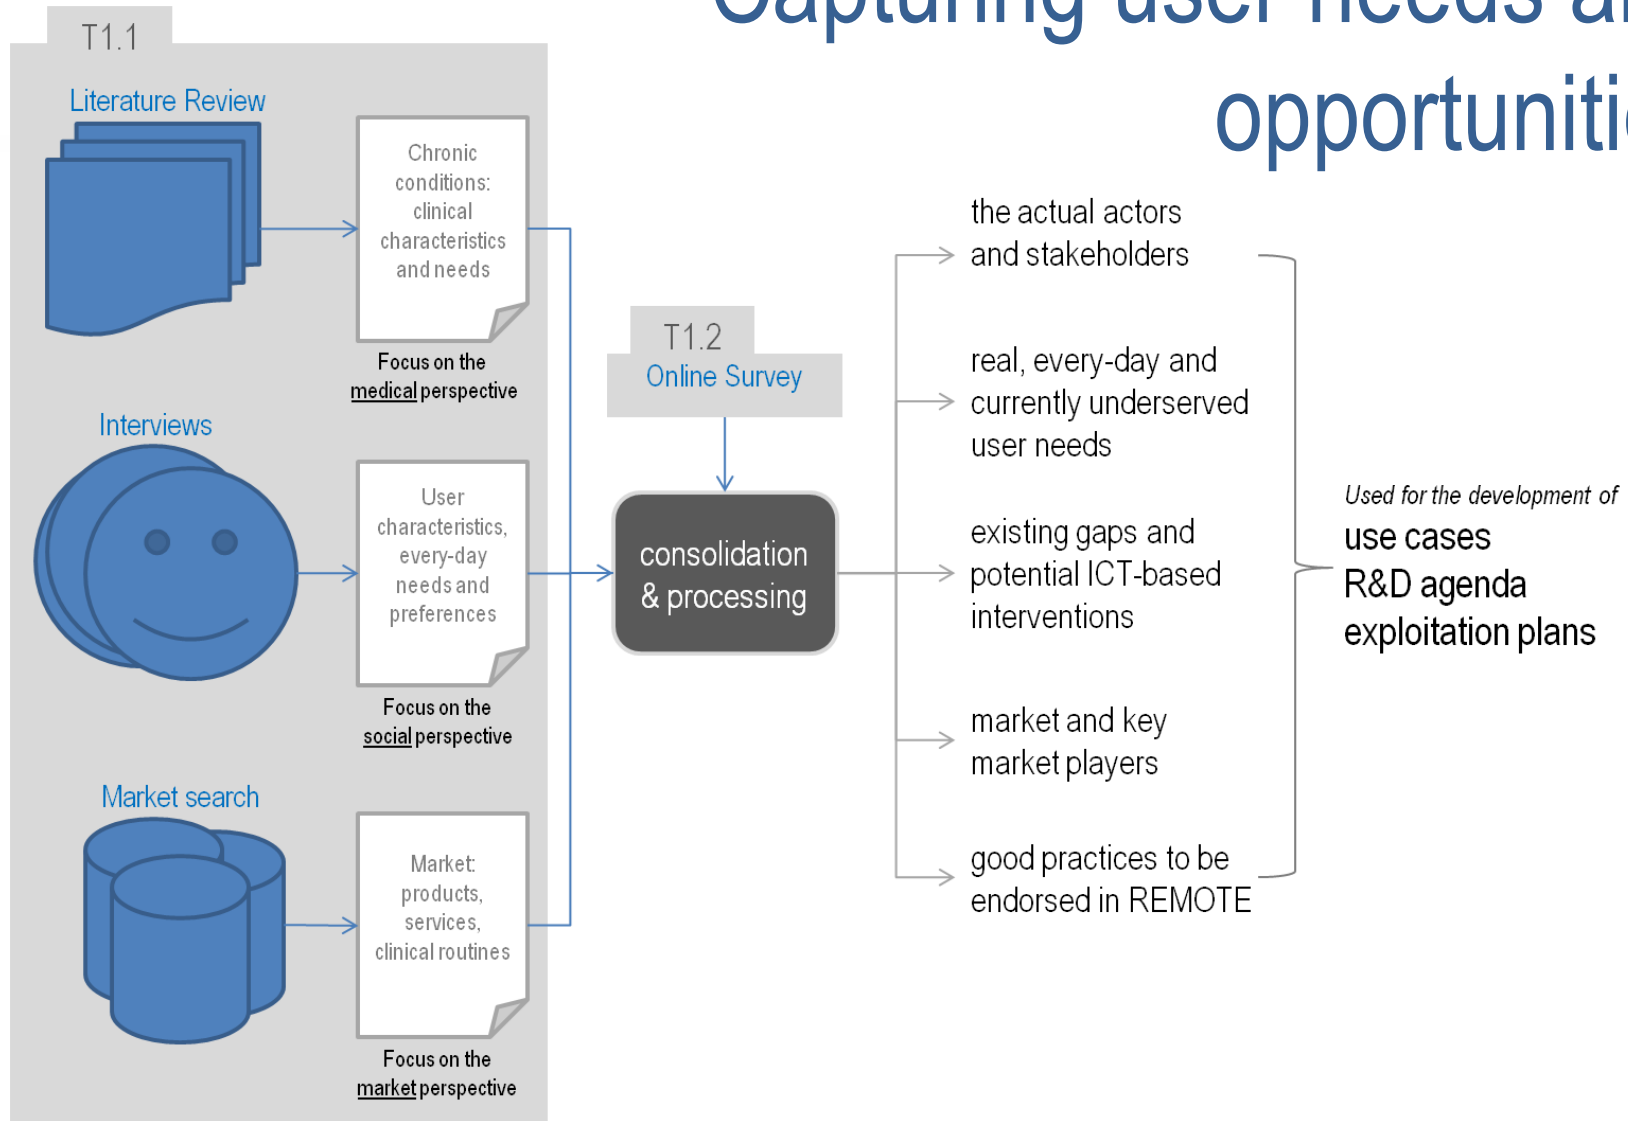 Capturing user needs
opportuniti
T1.1
Literature Review
Chronic
conditions:
clinical
characteristics
and needs
Focus on the
medical perspective
Interviews
User
characteristics,
every-day
needs and
preferences
Focus on the
social perspective
Market search
Market:
products,
services,
clinical routines
Focus on the
market perspective
T1.2
Online Survey
consolidation
& processing
the actual actors
and stakeholders
real, every-day and
currently underserved
user needs
existing gaps and
potential ICT-based
interventions
market and key
market players
good practices to be
endorsed in REMOTE
Used for the development of
use cases
R&D agenda
exploitation plans